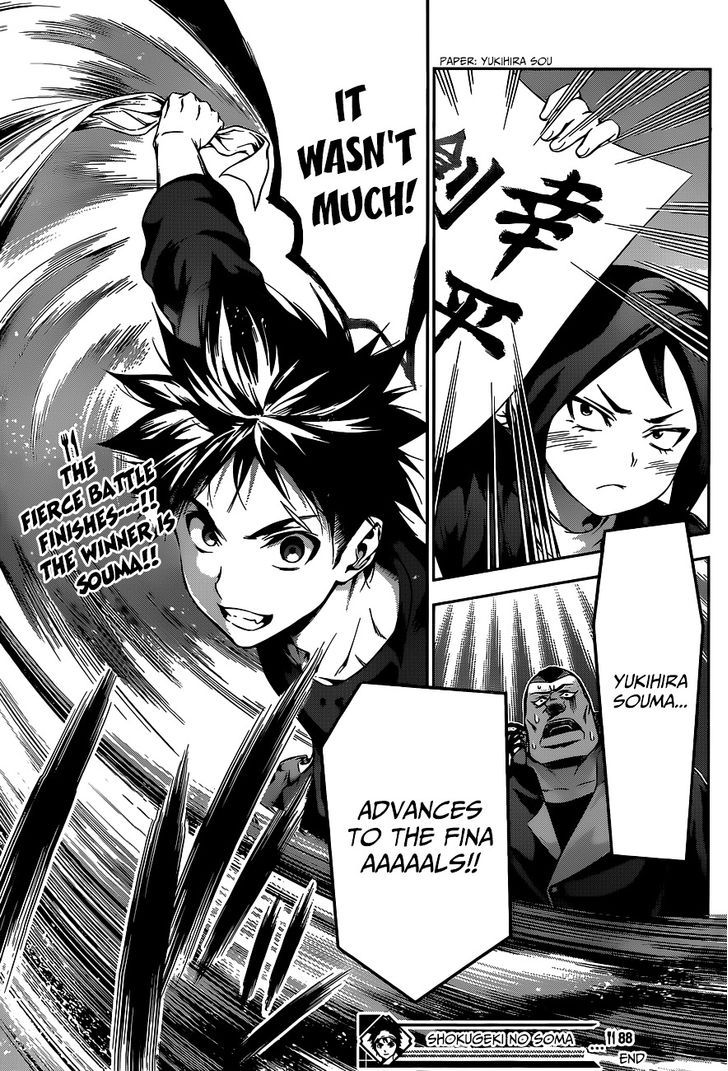 PAPER: YUKIHIRA SOU
幸平
創
YUKIHIRA
SOUMA...
IT
WASN'T
MUCH!
ADVANCES
TO THE FINA
AAAAALS!!
THE
FIERCE BATTLE
FINISHES---!!
THE WINNER IS
SOUMA!!
SHOKUGEKI NO SOMA
...88
END